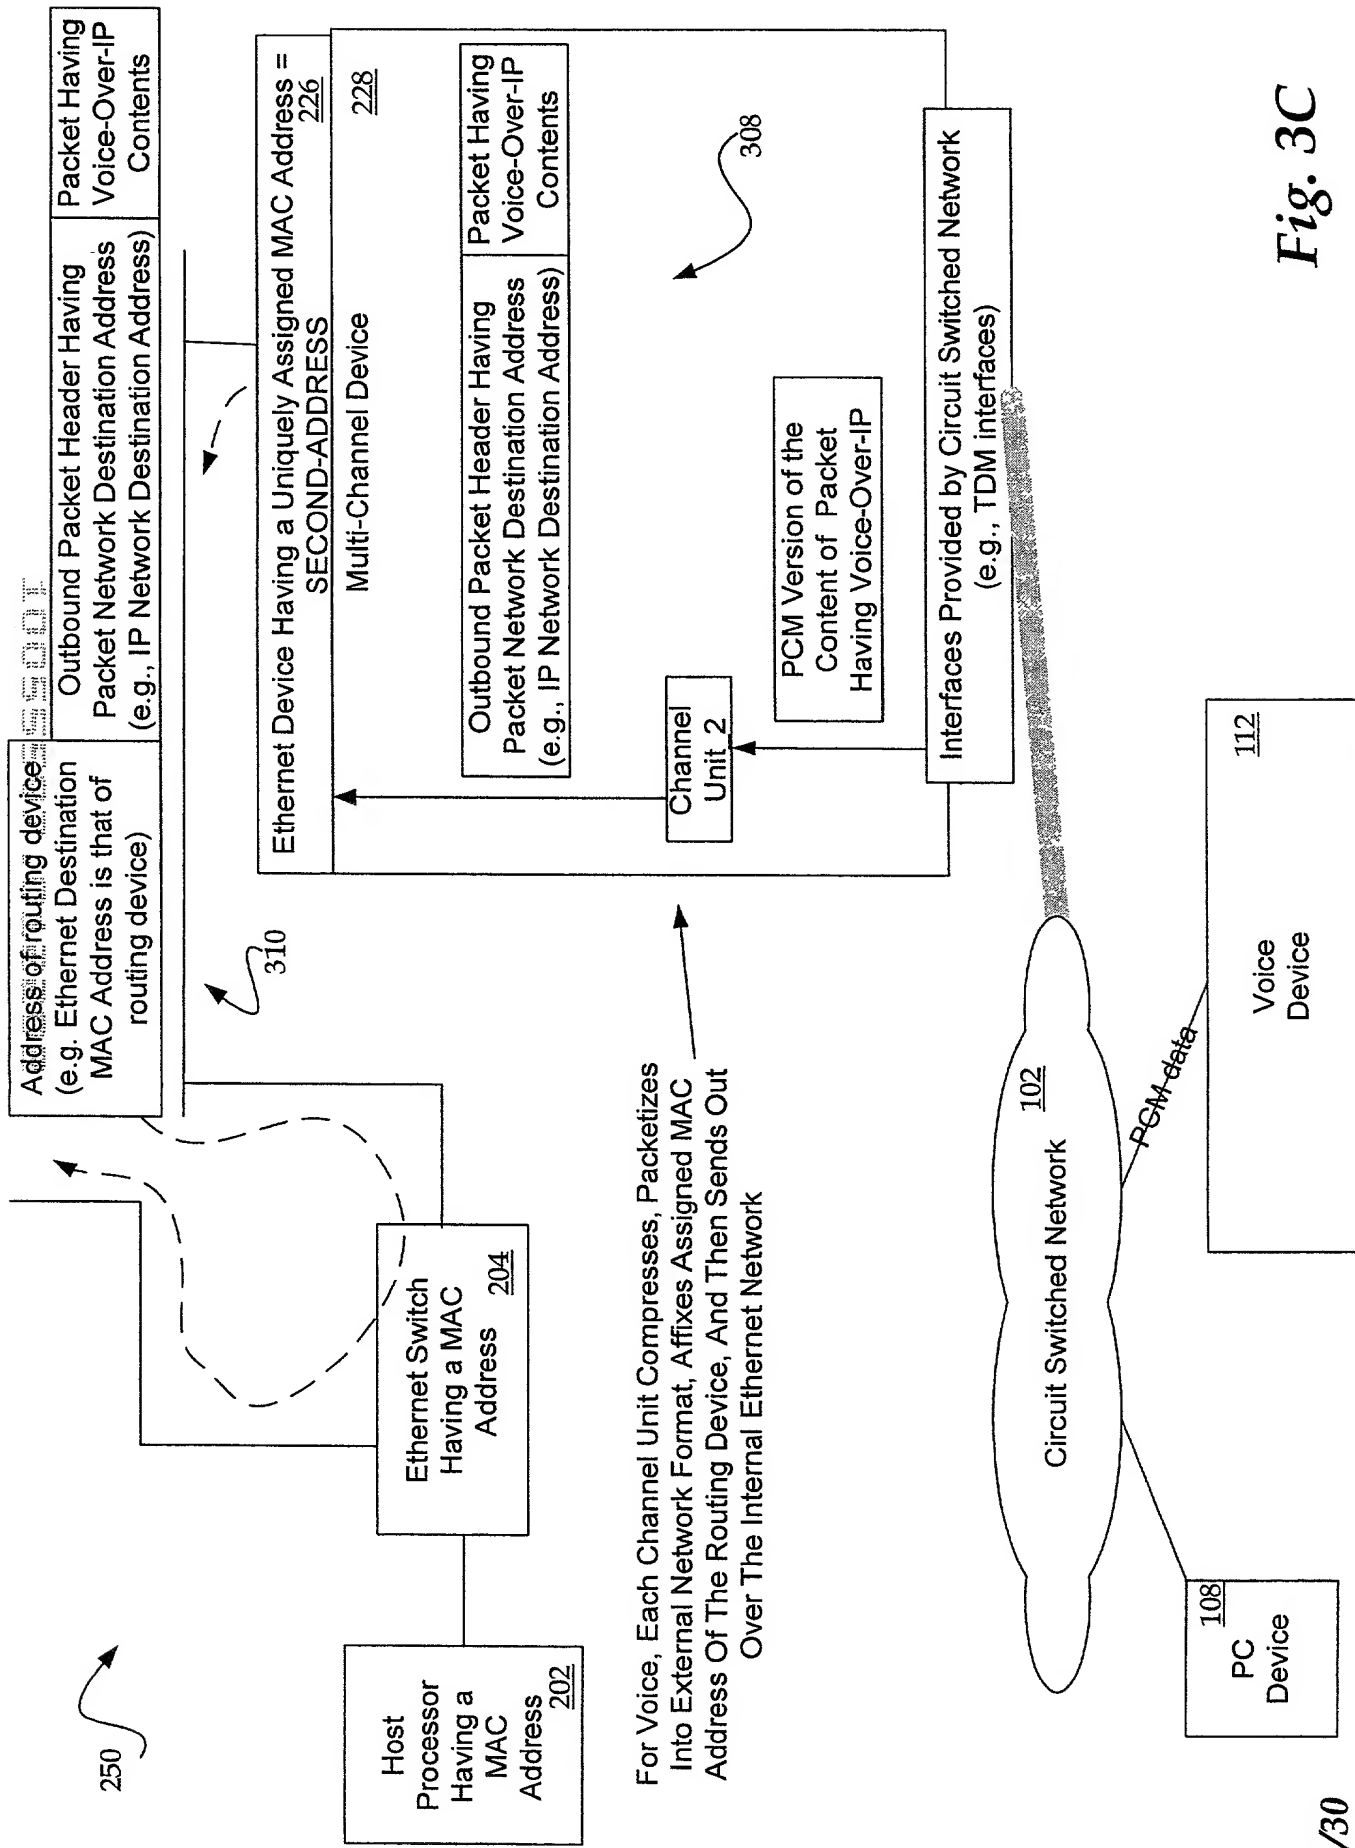 250
Host
Processor
Having a
MAC
Address
202
Ethernet Switch
Having a MAC
Address
204
Address of routing device
(e.g. Ethernet Destination
MAC Address is that of
routing device)
Outbound Packet Header Having
Packet Network Destination Address
(e.g., IP Network Destination Address)
Packet Having
Voice-Over-IP
Contents
310
Ethernet Device Having a Uniquely Assigned MAC Address =
SECOND-ADDRESS
226
Multi-Channel Device
228
Outbound Packet Header Having
Packet Network Destination Address
(e.g., IP Network Destination Address)
Packet Having
Voice-Over-IP
Contents
308
Channel
Unit 2
PCM Version of the
Content of Packet
Having Voice-Over-IP
Interfaces Provided by Circuit Switched Network
(e.g., TDM interfaces)
For Voice, Each Channel Unit Compresses, Packetizes
Into External Network Format, Affixes Assigned MAC
Address Of The Routing Device, And Then Sends Out
Over The Internal Ethernet Network
102
Circuit Switched Network
PCM data
108
PC
Device
112
Voice
Device
Fig. 3C
/30